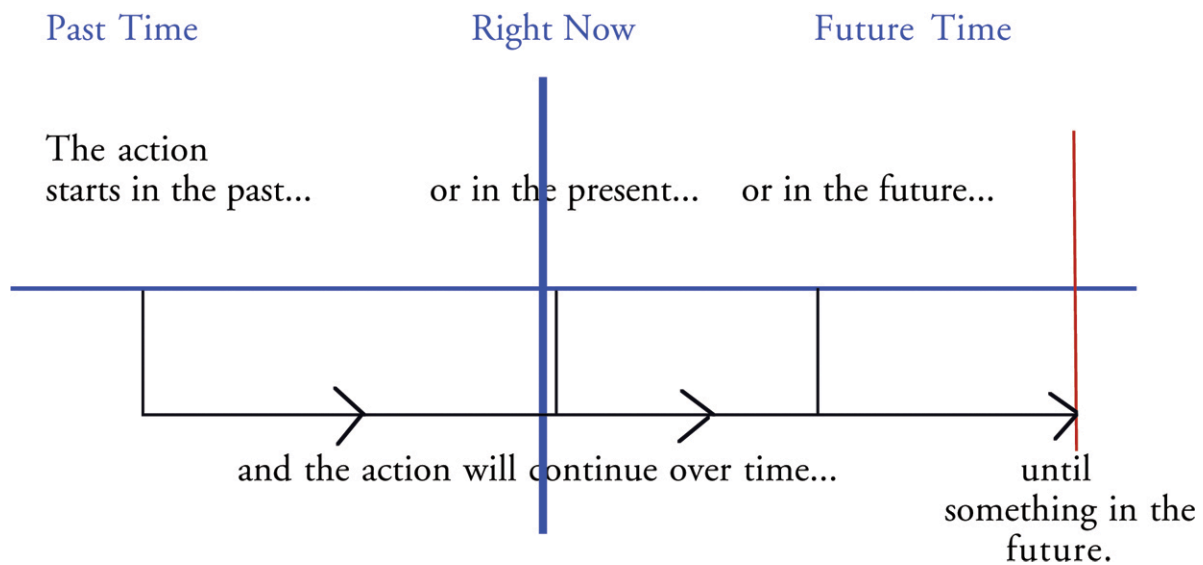 Past Time Right Now Future Time
The action
starts in the past... or in the present... or in the future...
and the action will continue over time... until
something in the
future.